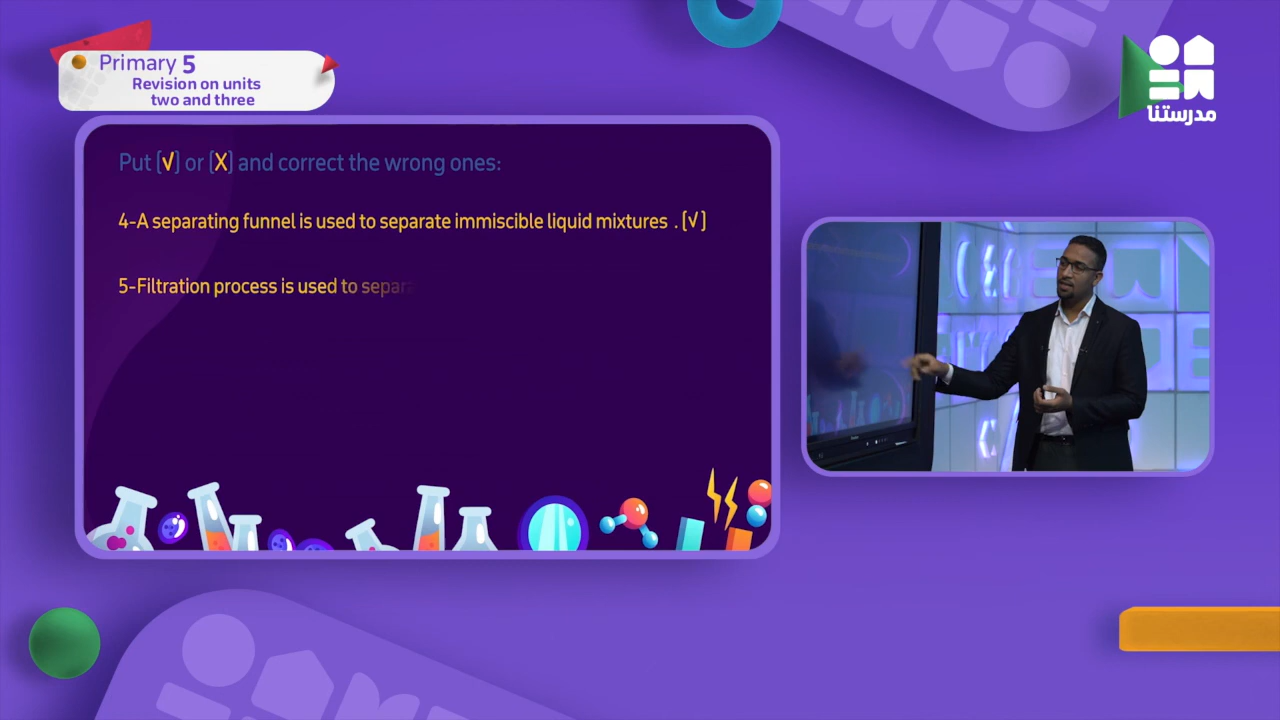 Primary 5
Revision on units
two and three
مدرستنا
Put (√) or (X) and correct the wrong ones:
4-A separating funnel is used to separate immiscible liquid mixtures . (√)
5-Filtration process is used to separ